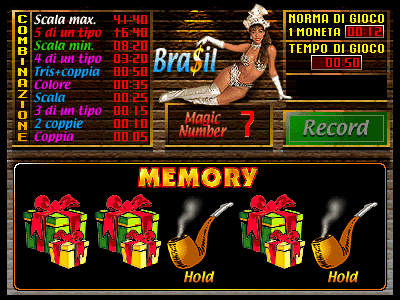 COMBINAZIONE
Scala max. 41:40
5 di un tipo 16:40
Scala min. 08:20
4 di un tipo 03:20
Tris+coppia 00:50
Colore 00:35
Scala 00:25
3 di un tipo 00:15
2 coppie 00:10
Coppia 00:05
Bra$il
NORMA DI GIOCO
1 MONETA 00:12
TEMPO DI GIOCO
00:50
Magic
Number 7
Record
MEMORY
Hold Hold